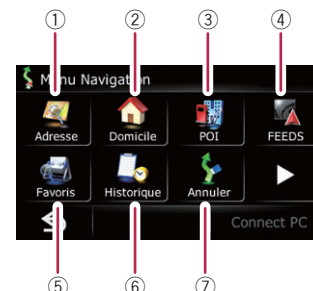 ① ② ③ ④
Menu Navigation
Adresse Domicile POI FEEDS
Favoris Historique Annuler
Connect PC
⑤ ⑥ ⑦